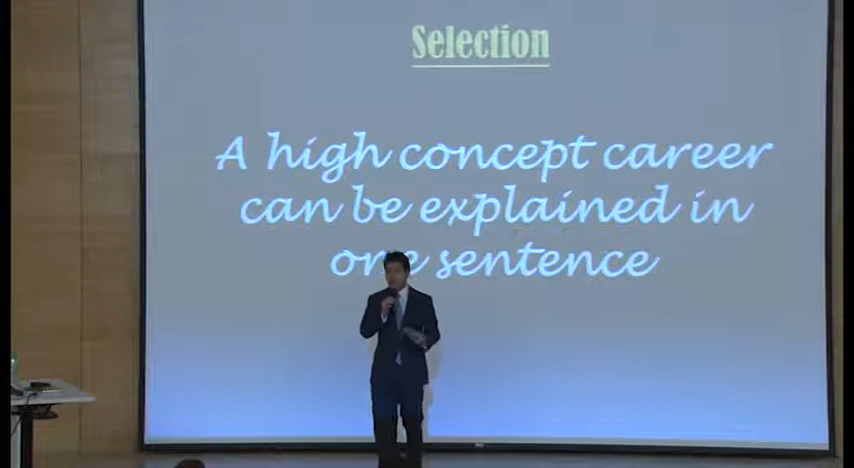 Selection
A high concept career
can be explained in
one sentence